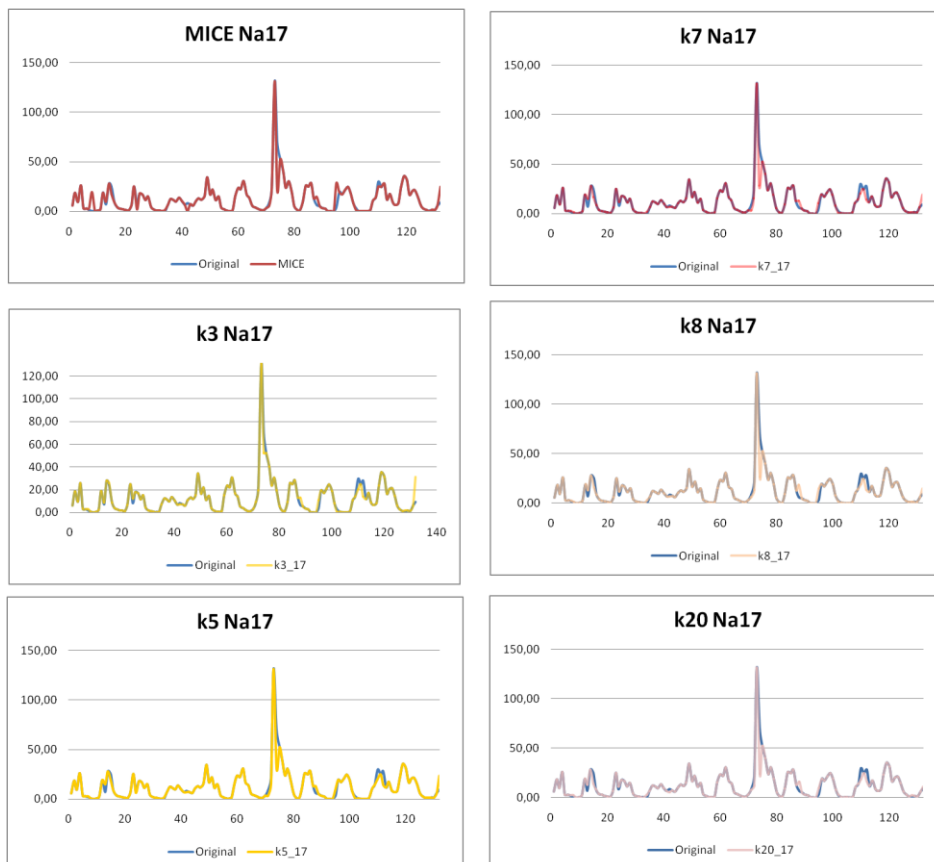 MICE Na17
150,00
100,00
50,00
0,00
0 20 40 60 80 100 120
Original MICE
k7 Na17
150,00
100,00
50,00
0,00
0 20 40 60 80 100 120
Original k7_17
k3 Na17
120,00
100,00
80,00
60,00
40,00
20,00
0,00
0 20 40 60 80 100 120 140
Original k3_17
k8 Na17
150,00
100,00
50,00
0,00
0 20 40 60 80 100 120
Original k8_17
k5 Na17
150,00
100,00
50,00
0,00
0 20 40 60 80 100 120
Original k5_17
k20 Na17
150,00
100,00
50,00
0,00
0 20 40 60 80 100 120
Original k20_17